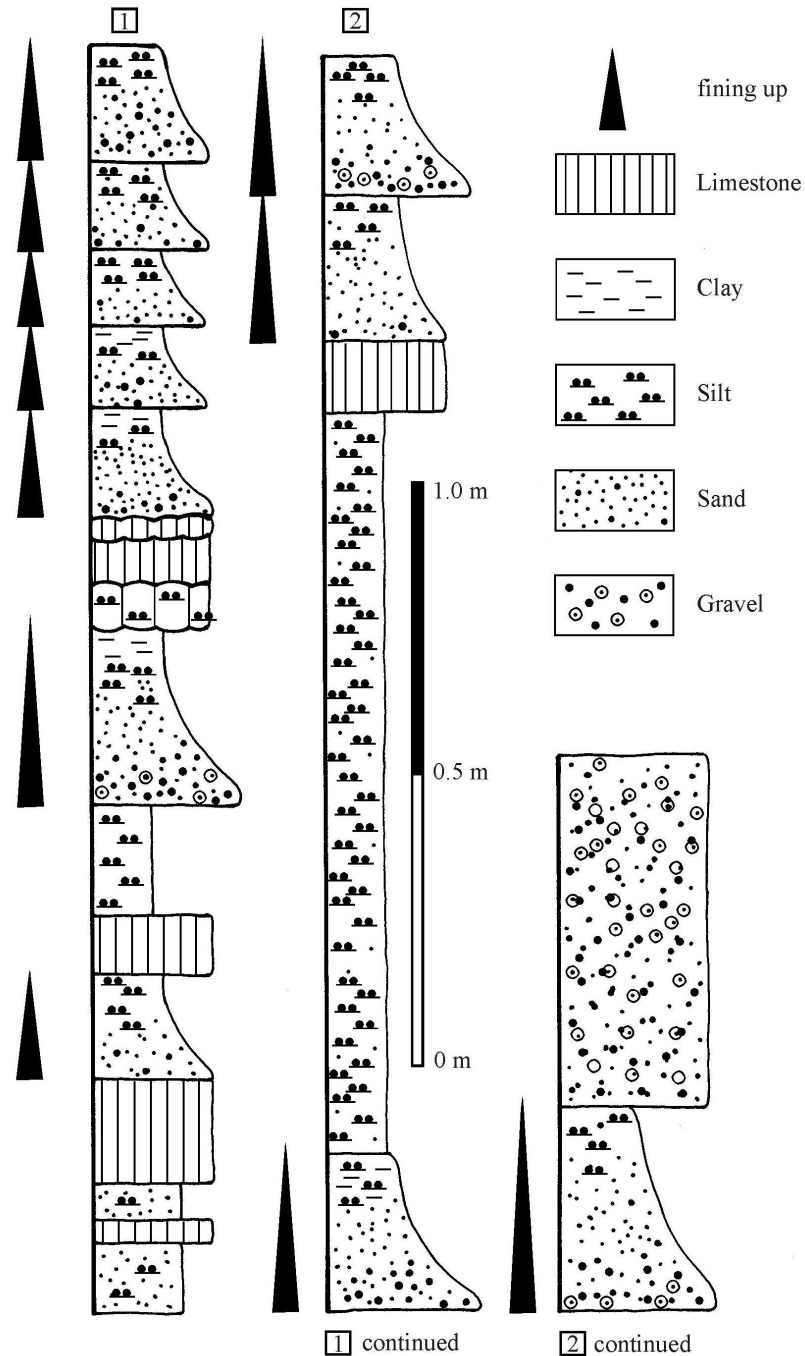 1
2
fining up
Limestone
Clay
Silt
Sand
Gravel
1.0 m
0.5 m
0 m
1 continued
2 continued